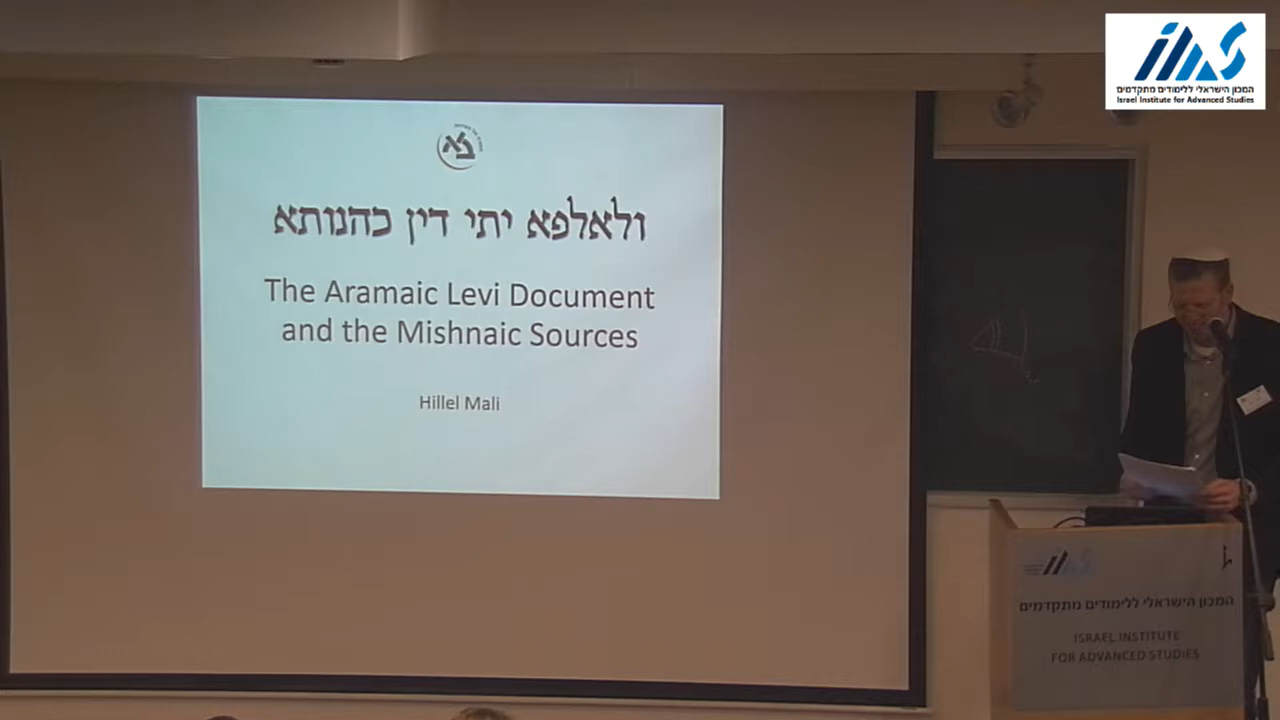 ולאלפא יתי דין כהנותא
The Aramaic Levi Document
and the Mishnaic Sources
Hillel Mali
המכון הישראלי ללימודים מתקדמים
Israel Institute for Advanced Studies
המכון הישראלי ללימודים מתקדמים
ISRAEL INSTITUTE
FOR ADVANCED STUDIES